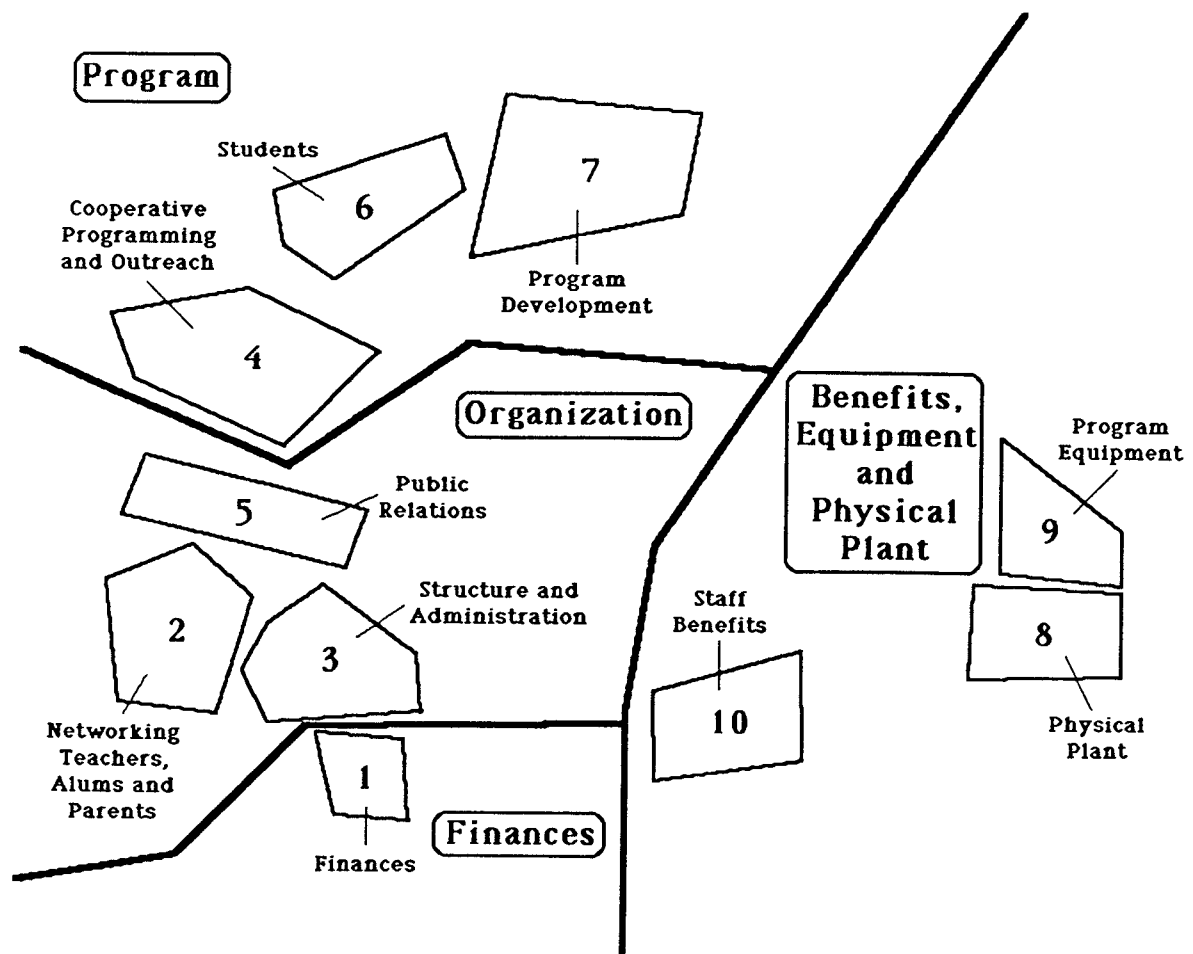 Program
Students
6
7
Cooperative
Programming
and Outreach
Program
Development
4
Organization
Benefits,
Equipment
and
Physical
Plant
Program
Equipment
9
Public
Relations
5
Structure and
Administration
2
3
Staff
Benefits
10
8
Physical
Plant
Networking
Teachers,
Alums and
Parents
1
Finances
Finances